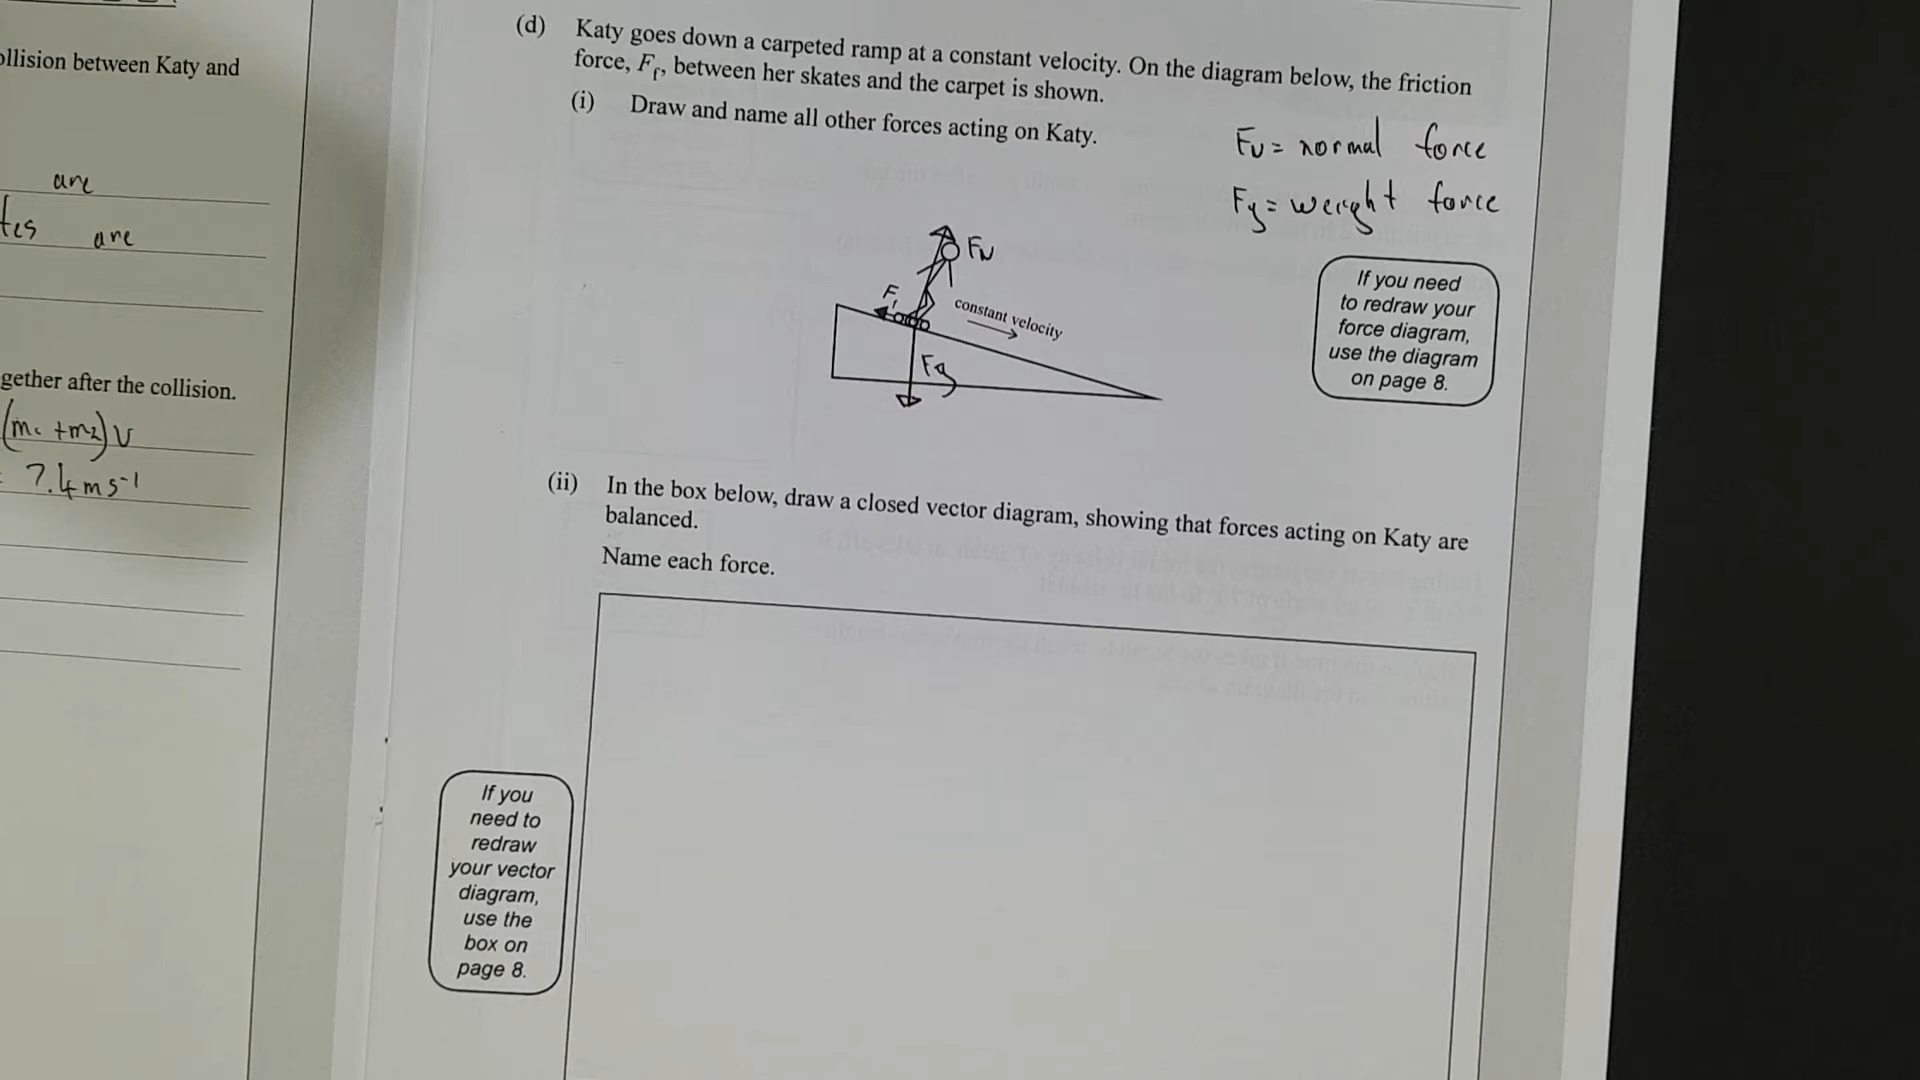 ollision between Katy and
are
tes are
gether after the collision.
(m₁ +m₂) v
= 7.4 m s⁻¹
(d) Katy goes down a carpeted ramp at a constant velocity. On the diagram below, the friction
force, Ff, between her skates and the carpet is shown.
(i) Draw and name all other forces acting on Katy.
FN = normal force
Fg = weight force
FN
Ff
constant velocity
Fg
If you need
to redraw your
force diagram,
use the diagram
on page 8.
(ii) In the box below, draw a closed vector diagram, showing that forces acting on Katy are
balanced.
Name each force.
If you
need to
redraw
your vector
diagram,
use the
box on
page 8.